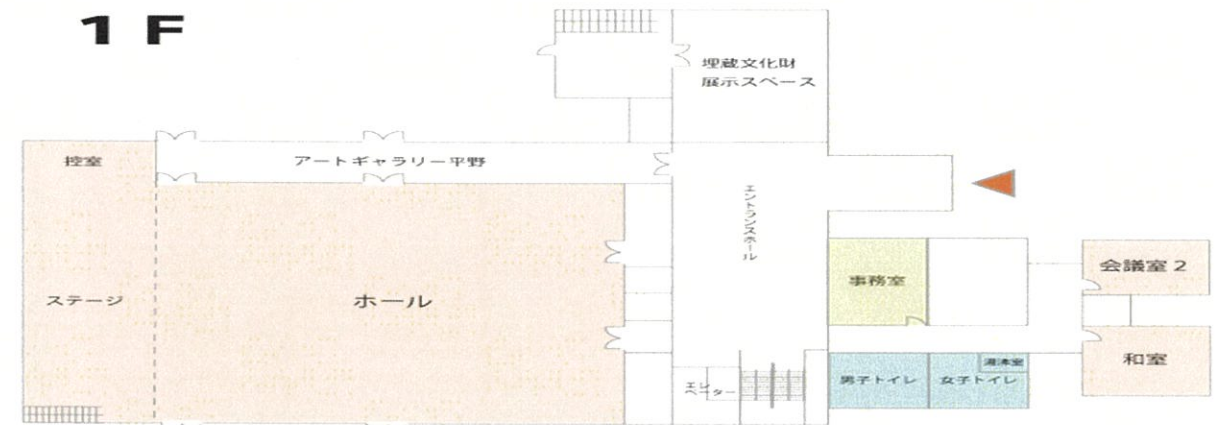 1 F
埋蔵文化財
展示スペース
控室
アートギャラリー平野
エントランスホール
ステージ
ホール
事務室
会議室 2
和室
湯沸室
男子トイレ
女子トイレ
エレ
ベーター